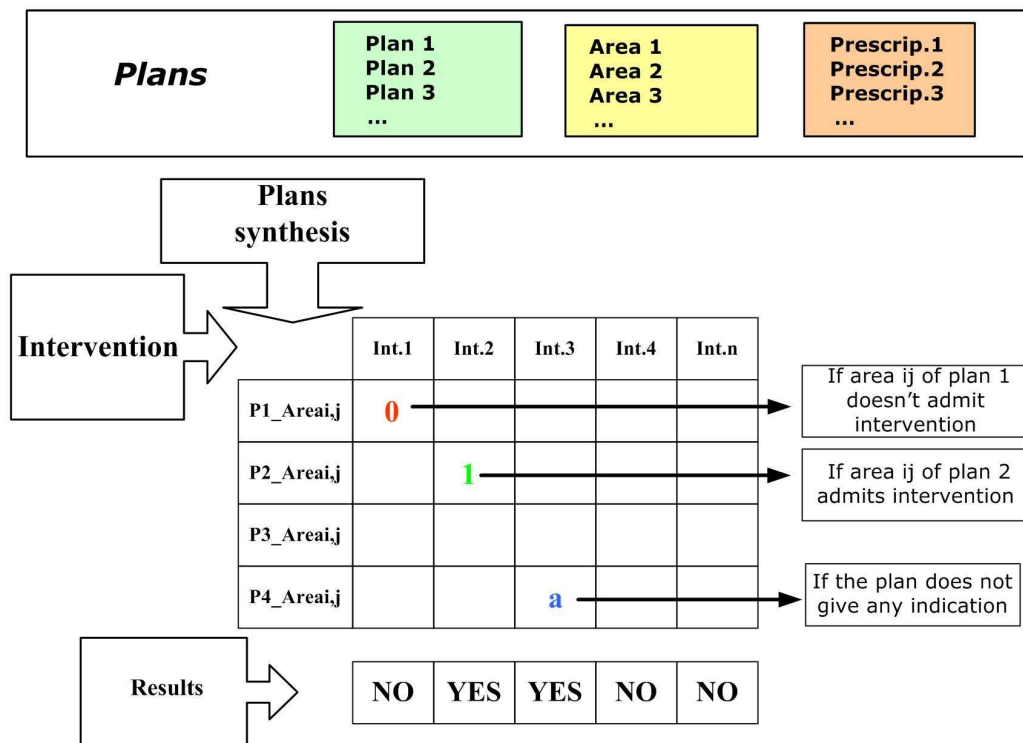 Plans
Plan 1
Plan 2
Plan 3
...
Area 1
Area 2
Area 3
...
Prescrip.1
Prescrip.2
Prescrip.3
...
Plans
synthesis
Intervention
Int.1 Int.2 Int.3 Int.4 Int.n
P1_Areai,j 0
If area ij of plan 1
doesn't admit
intervention
P2_Areai,j 1
If area ij of plan 2
admits intervention
P3_Areai,j
P4_Areai,j a
If the plan does not
give any indication
Results
NO YES YES NO NO